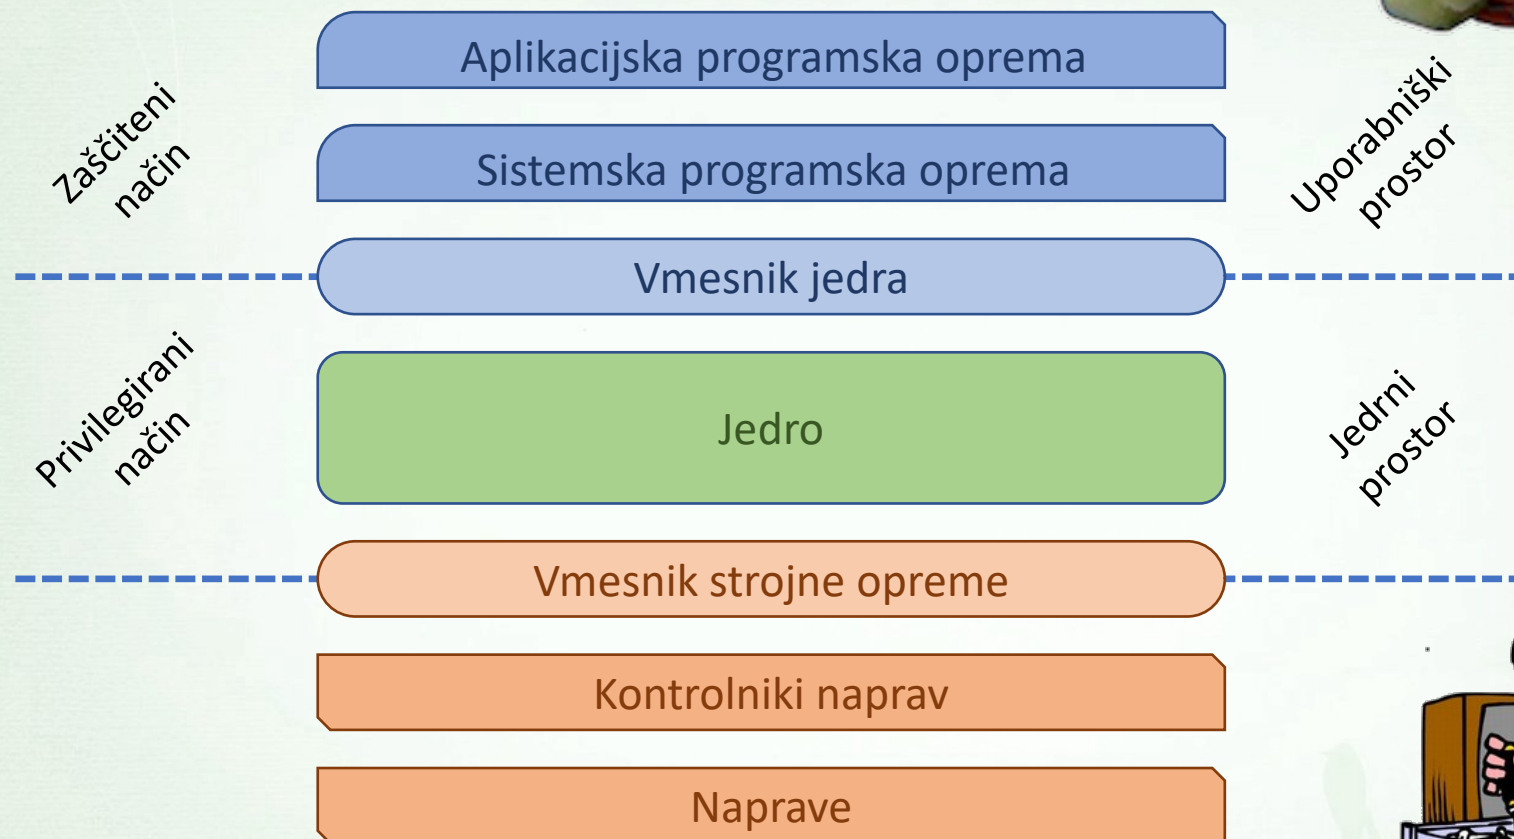 Aplikacijska programska oprema
Zaščiteni
način
Uporabniški
prostor
Sistemska programska oprema
Vmesnik jedra
Privilegirani
način
Jedro
Jedrni
prostor
Vmesnik strojne opreme
Kontrolniki naprav
Naprave